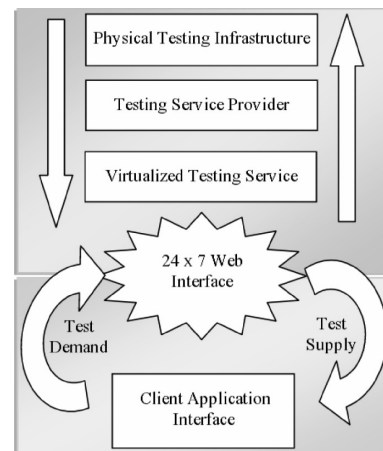 Physical Testing Infrastructure
Testing Service Provider
Virtualized Testing Service
24 x 7 Web
Interface
Test
Demand
Test
Supply
Client Application
Interface